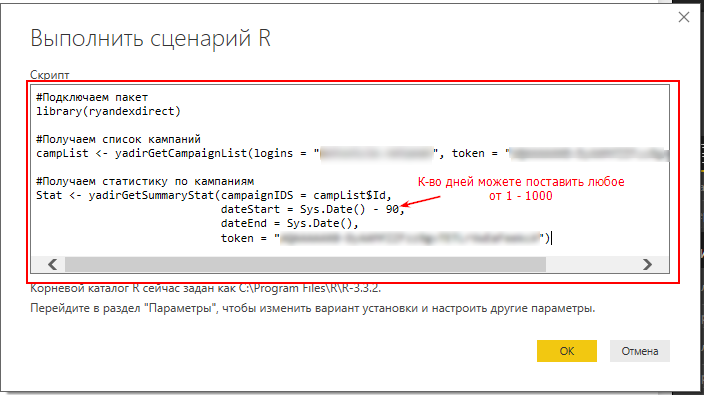 Выполнить сценарий R
Скрипт
#Подключаем пакет
library(ryandexdirect)
#Получаем список кампаний
campList <- yadirGetCampaignList(logins = "", token = "
#Получаем статистику по кампаниям
Stat <- yadirGetSummaryStat(campaignIDS = campList$Id,
dateStart = Sys.Date() - 90,
dateEnd = Sys.Date(),
token = "")
К-во дней можете поставить любое
от 1 - 1000
Корневой каталог R сейчас задан как C:\Program Files\R\R-3.3.2.
Перейдите в раздел "Параметры", чтобы изменить вариант установки и настроить другие параметры.
ОК
Отмена